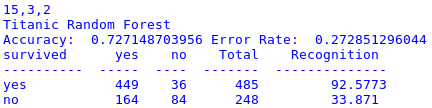 15,3,2
Titanic Random Forest
Accuracy:  0.727148703956 Error Rate:  0.272851296044
survived      yes    no    Total    Recognition
----------  -----  ----  -------  --------------
yes           449    36      485         92.5773
no            164    84      248         33.871